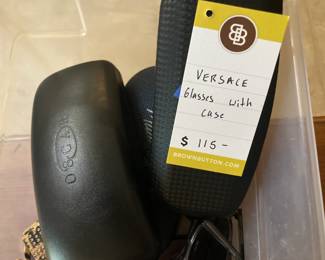 VERSACE
Glasses with
case
$ 115-
BROWNBUTTON.COM